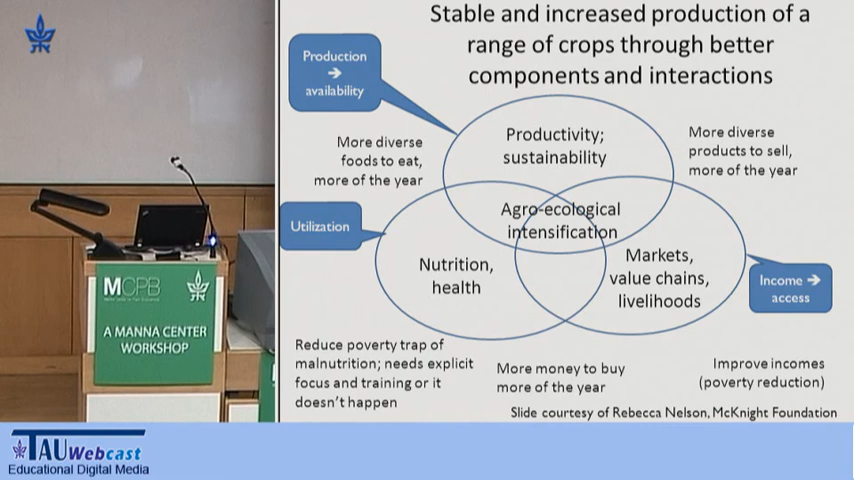 Stable and increased production of a
range of crops through better
components and interactions
Production
➔
availability
Productivity;
sustainability
More diverse
foods to eat,
more of the year
More diverse
products to sell,
more of the year
Utilization
Agro-ecological
intensification
Nutrition,
health
Markets,
value chains,
livelihoods
Income ➔
access
Reduce poverty trap of
malnutrition; needs explicit
focus and training or it
doesn't happen
More money to buy
more of the year
Improve incomes
(poverty reduction)
Slide courtesy of Rebecca Nelson, McKnight Foundation
MCPB
A MANNA CENTER
WORKSHOP
TAU Webcast
Educational Digital Media